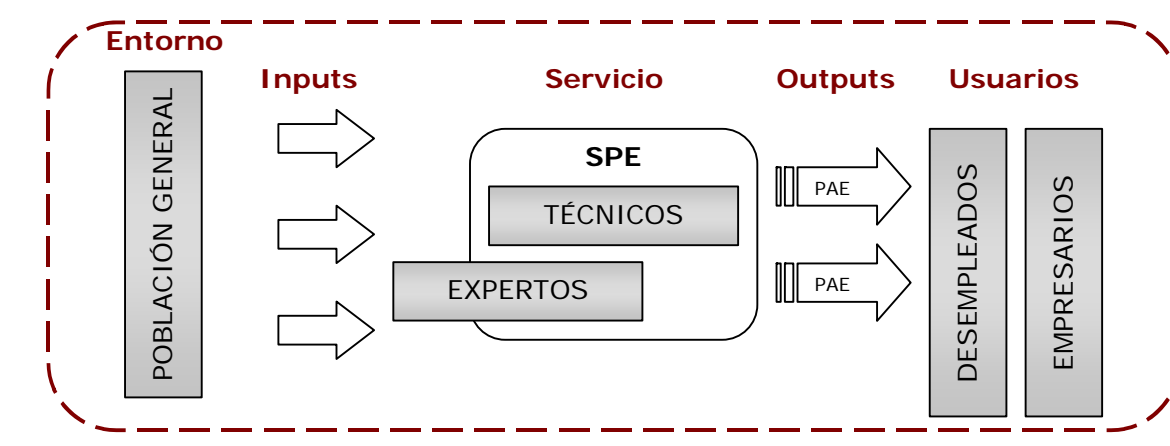 Entorno
Inputs
Servicio
Outputs
Usuarios
POBLACIÓN GENERAL
SPE
TÉCNICOS
EXPERTOS
PAE
PAE
DESEMPLEADOS
EMPRESARIOS